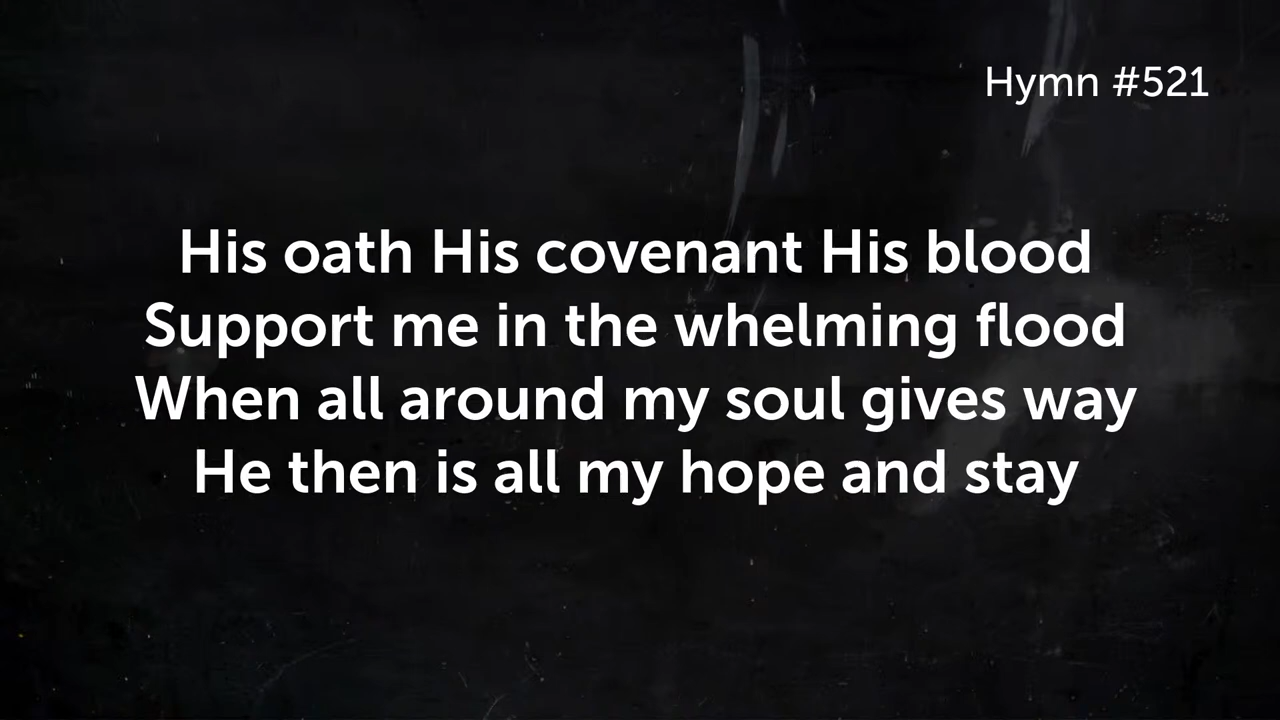 Hymn #521
His oath His covenant His blood
Support me in the whelming flood
When all around my soul gives way
He then is all my hope and stay